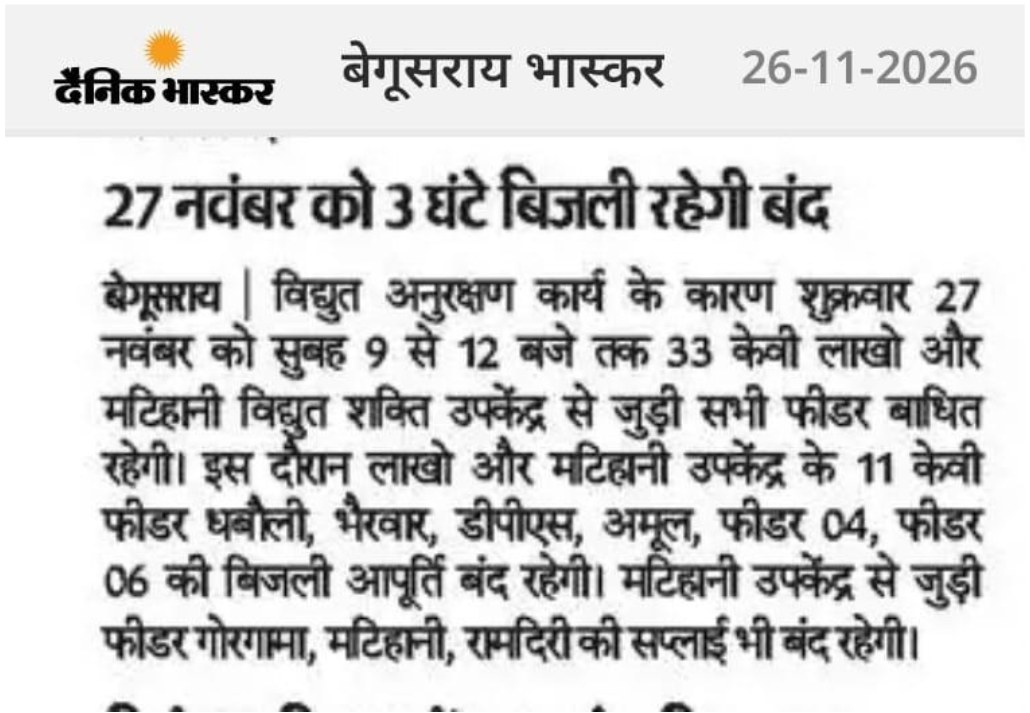 दैनिक भास्कर बेगूसराय भास्कर 26-11-2026
27 नवंबर को 3 घंटे बिजली रहेगी बंद
बेगूसराय | विद्युत अनुरक्षण कार्य के कारण शुक्रवार 27
नवंबर को सुबह 9 से 12 बजे तक 33 केवी लाखो और
मटिहानी विद्युत शक्ति उपकेंद्र से जुड़ी सभी फीडर बाधित
रहेगी। इस दौरान लाखो और मटिहानी उपकेंद्र के 11 केवी
फीडर धबौली, भैरवार, डीपीएस, अमूल, फीडर 04, फीडर
06 की बिजली आपूर्ति बंद रहेगी। मटिहानी उपकेंद्र से जुड़ी
फीडर गोरगामा, मटिहानी, रामदिरी की सप्लाई भी बंद रहेगी।